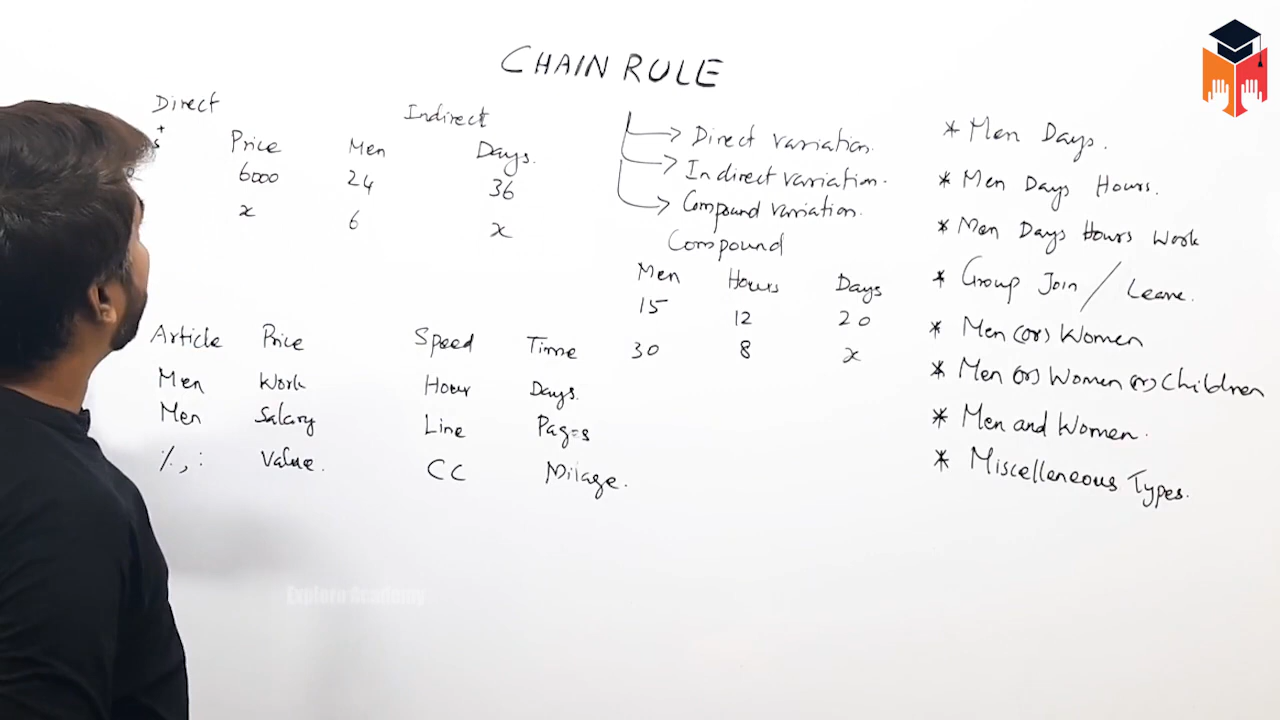 CHAIN RULE
Direct
Price
6000
x
Indirect
Men Days.
24 36
6 x
Direct variation.
Indirect variation.
Compound variation.
Compound
Men Hours Days
15 12 20
30 8 x
Article Price
Men Work
Men Salary
%, : Value.
Speed Time
Hour Days.
Line Pages
CC Milage.
* Men Days.
* Men Days Hours.
* Men Days Hours Work
* Group Join / Leave.
* Men (or) Women
* Men (or) Women (or) Children
* Men and Women.
* Miscelleneous Types.
Explore Academy